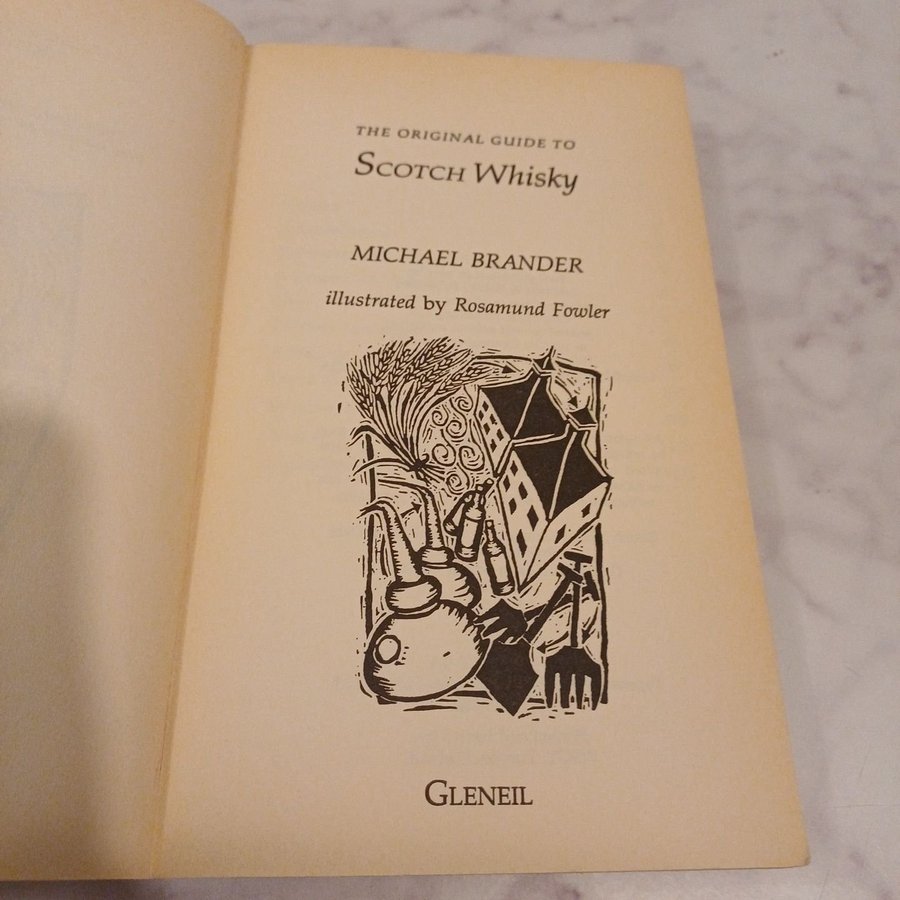 THE ORIGINAL GUIDE TO
SCOTCH Whisky
MICHAEL BRANDER
illustrated by Rosamund Fowler
GLENEIL